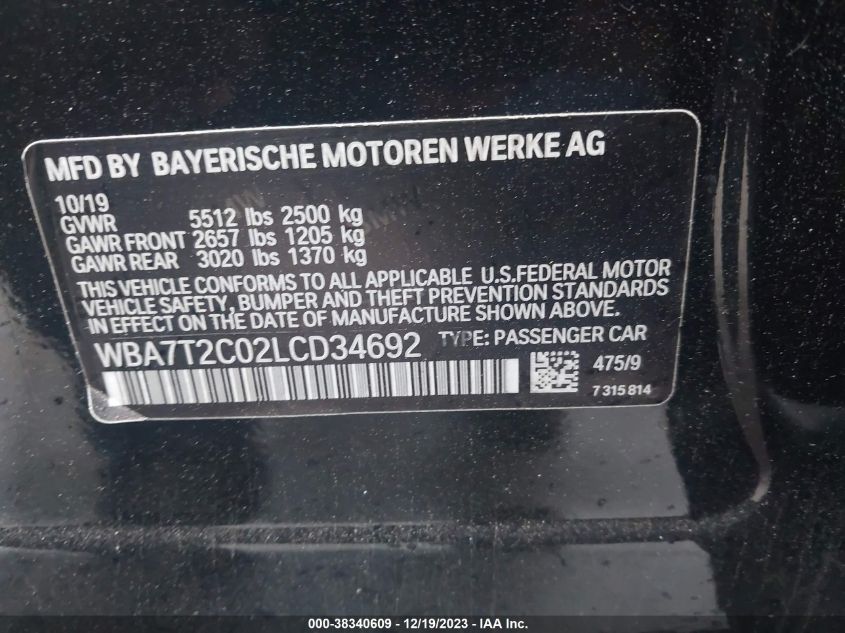 MFD BY BAYERISCHE MOTOREN WERKE AG
10/19
GVWR 5512 lbs 2500 kg
GAWR FRONT 2657 lbs 1205 kg
GAWR REAR 3020 lbs 1370 kg
THIS VEHICLE CONFORMS TO ALL APPLICABLE U.S.FEDERAL MOTOR
VEHICLE SAFETY, BUMPER AND THEFT PREVENTION STANDARDS
IN EFFECT ON THE DATE OF MANUFACTURE SHOWN ABOVE.
WBA7T2C02LCD34692 TYPE: PASSENGER CAR
475/9
7 315 814
000-38340609 - 12/19/2023 - IAA Inc.